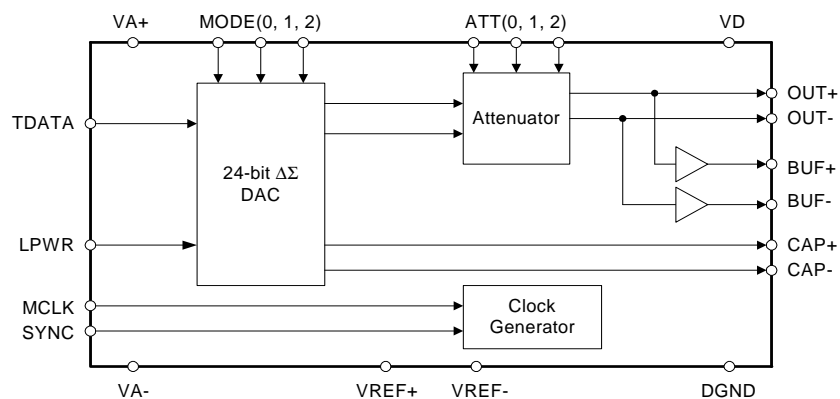 VA+
MODE(0, 1, 2)
ATT(0, 1, 2)
VD
TDATA
24-bit ΔΣ
DAC
Attenuator
OUT+
OUT-
BUF+
BUF-
LPWR
CAP+
CAP-
MCLK
SYNC
Clock
Generator
VA-
VREF+
VREF-
DGND